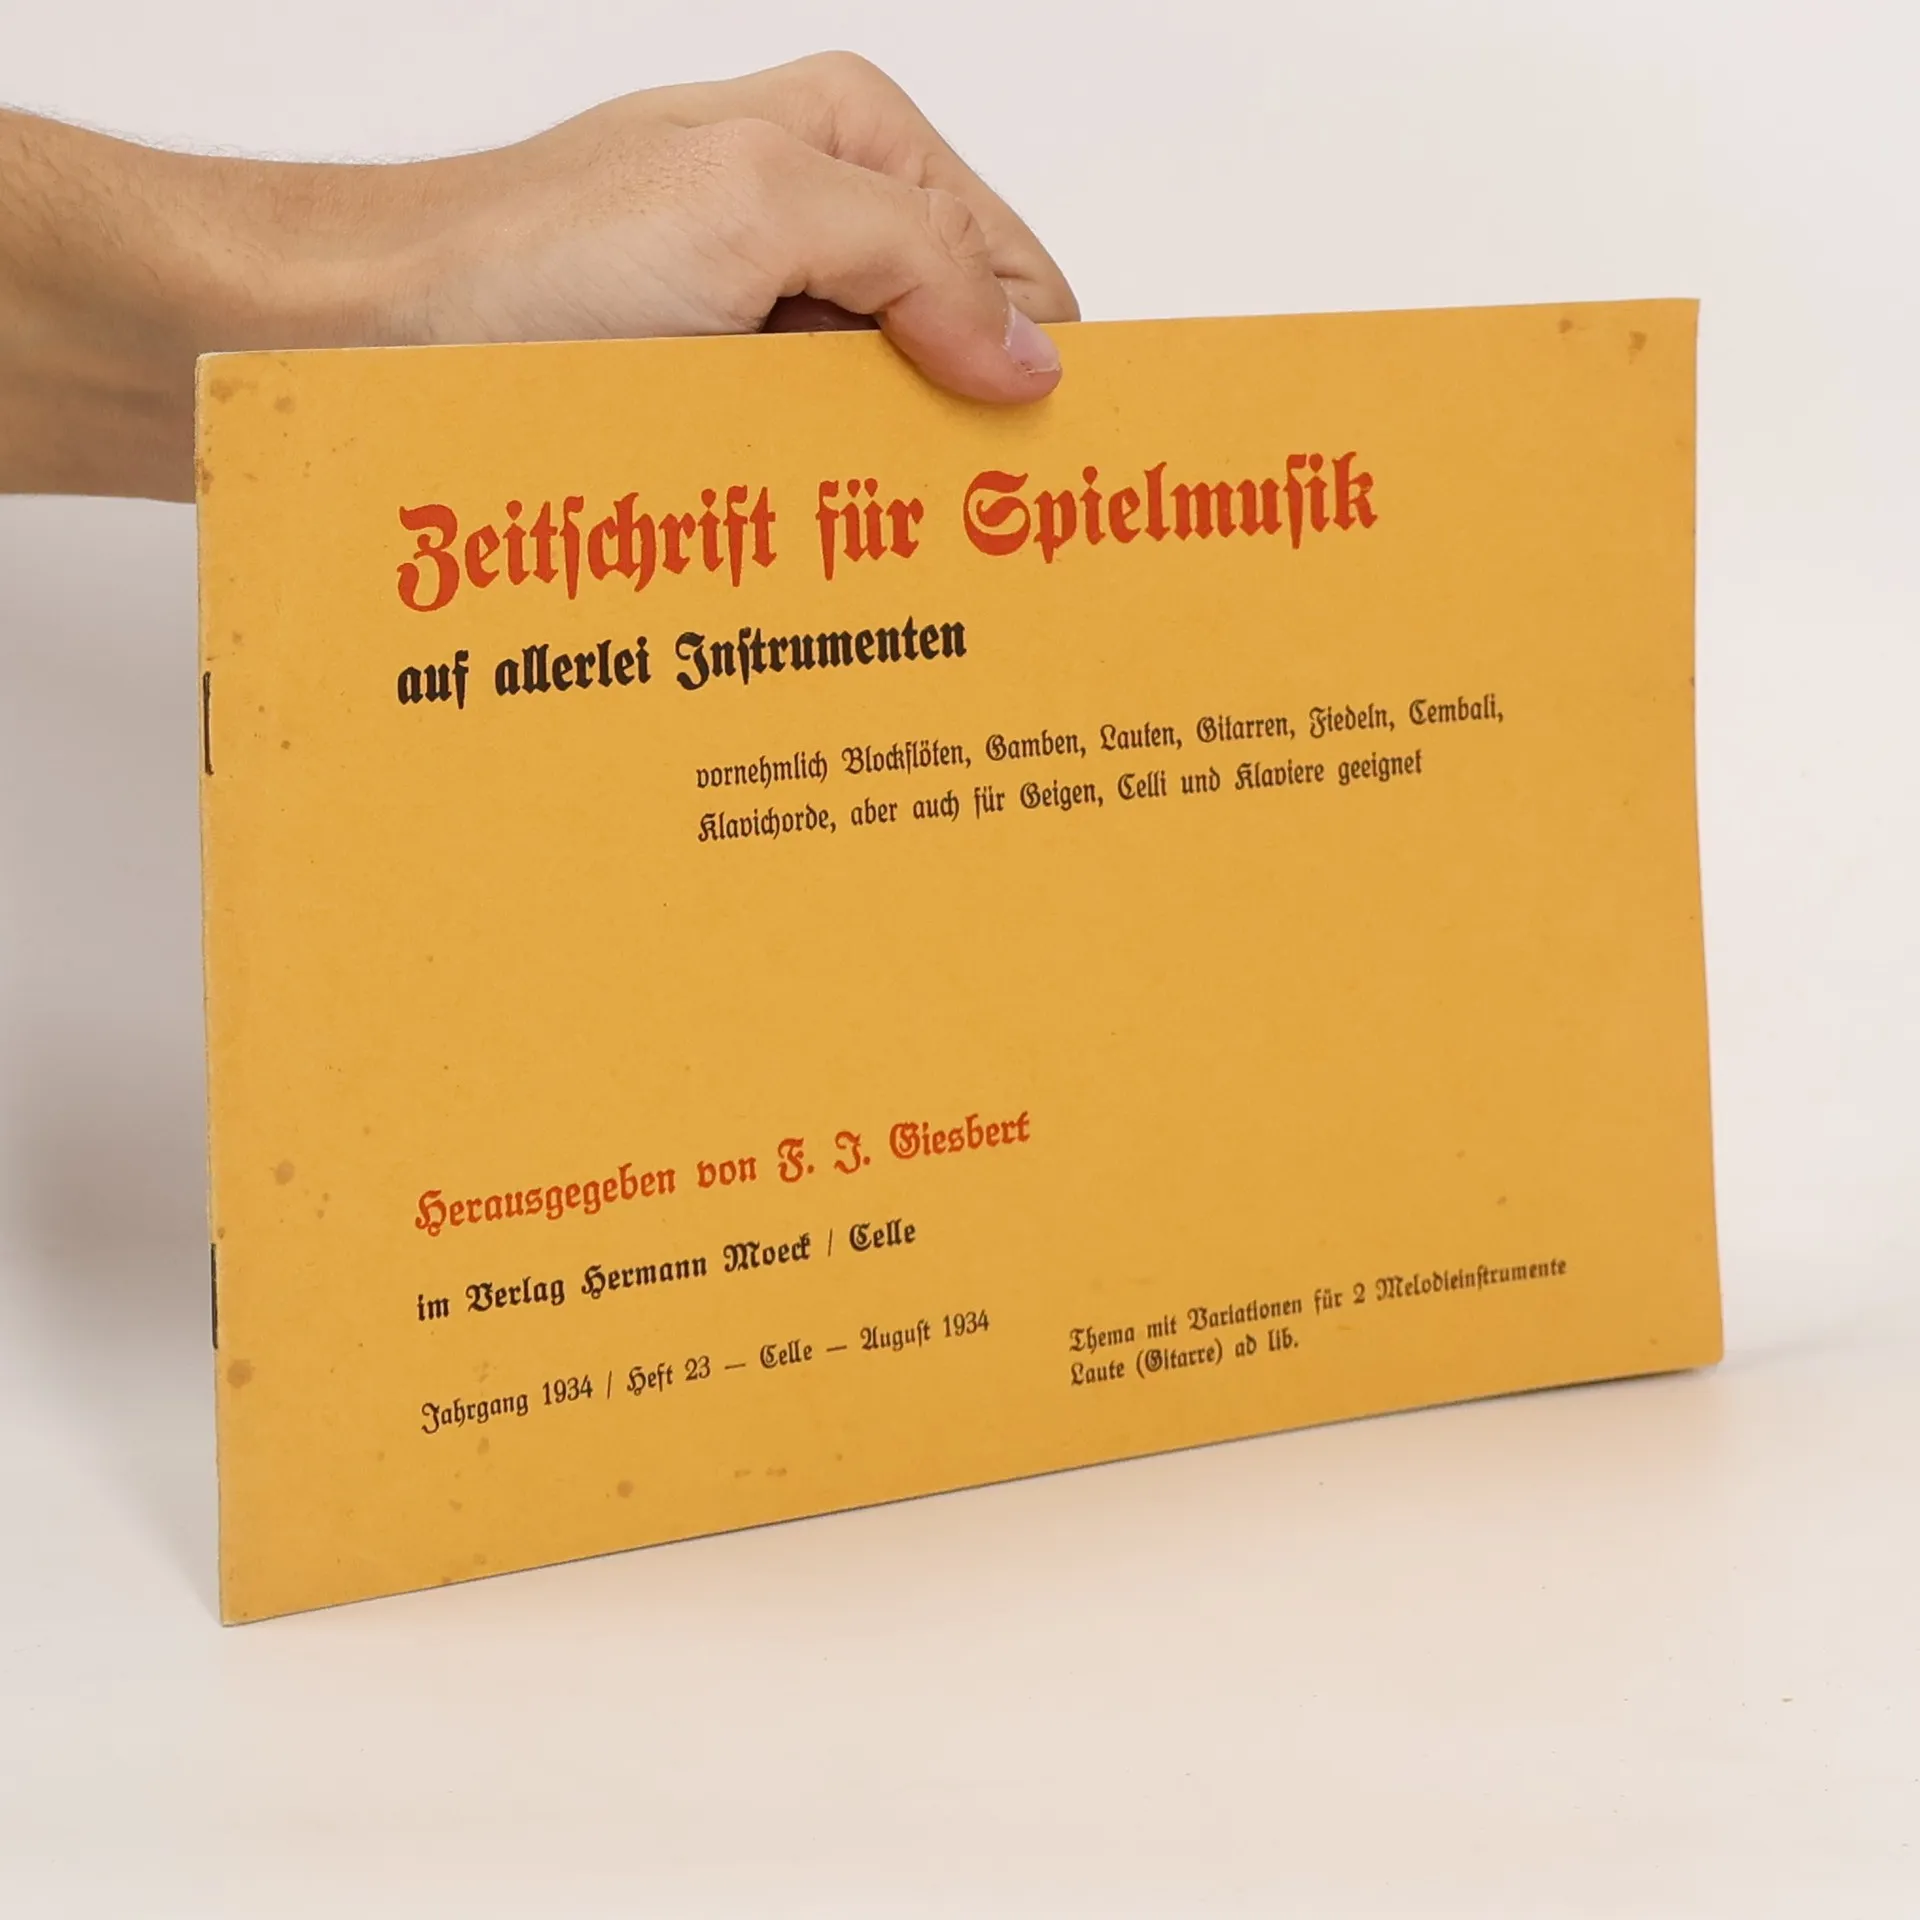 Zeitschrift für Spielmusik
auf allerlei Instrumenten
vornehmlich Blockflöten, Gamben, Lauten, Gitarren, Fiedeln, Cembali,
Klavichorde, aber auch für Geigen, Celli und Klaviere geeignet
Herausgegeben von F. J. Giesbert
im Verlag Hermann Moeck / Celle
Jahrgang 1934 / Heft 23 — Celle — August 1934
Thema mit Variationen für 2 Melodieinstrumente
Laute (Gitarre) ad lib.